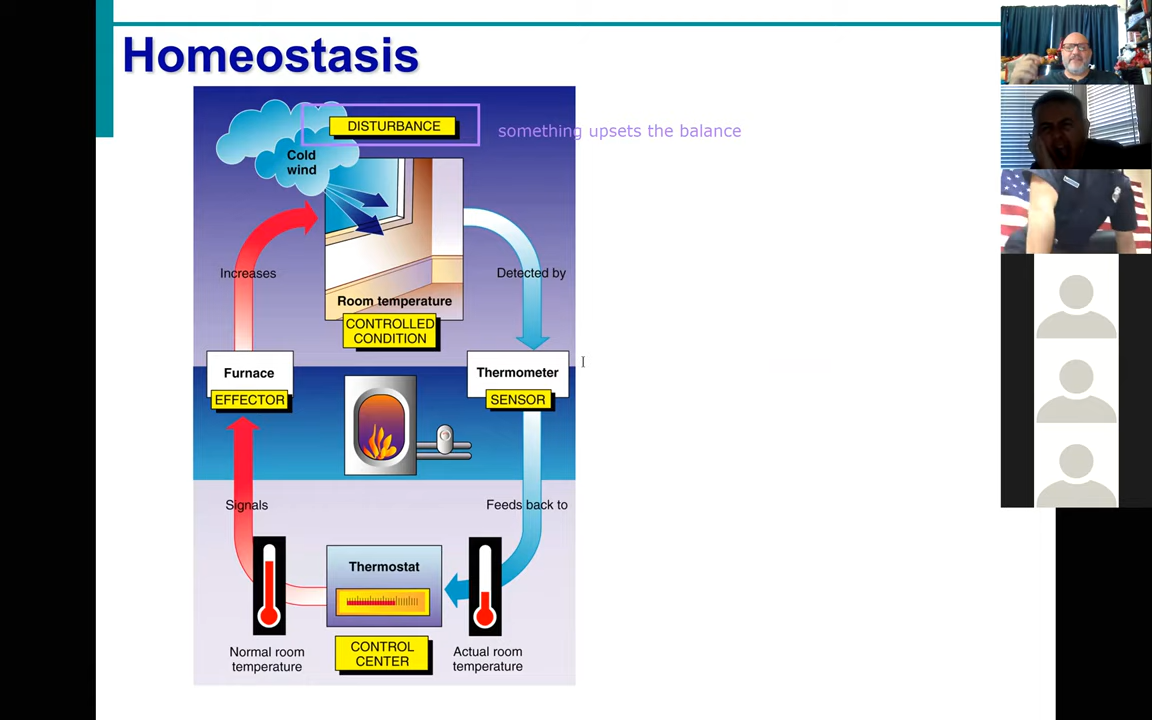 Homeostasis
DISTURBANCE
something upsets the balance
Cold
wind
Increases
Detected by
Room temperature
CONTROLLED
CONDITION
Furnace
EFFECTOR
Thermometer
SENSOR
Signals
Feeds back to
Thermostat
Normal room
temperature
CONTROL
CENTER
Actual room
temperature